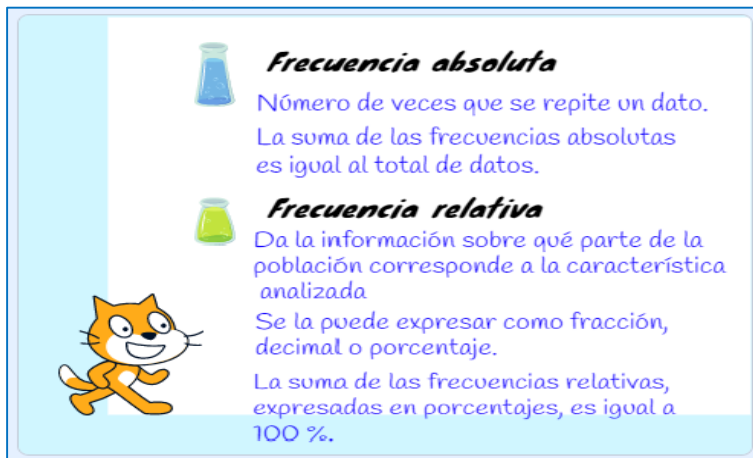 Frecuencia absoluta
Número de veces que se repite un dato.
La suma de las frecuencias absolutas
es igual al total de datos.
Frecuencia relativa
Da la información sobre qué parte de la
población corresponde a la característica
analizada
Se la puede expresar como fracción,
decimal o porcentaje.
La suma de las frecuencias relativas,
expresadas en porcentajes, es igual a
100 %.